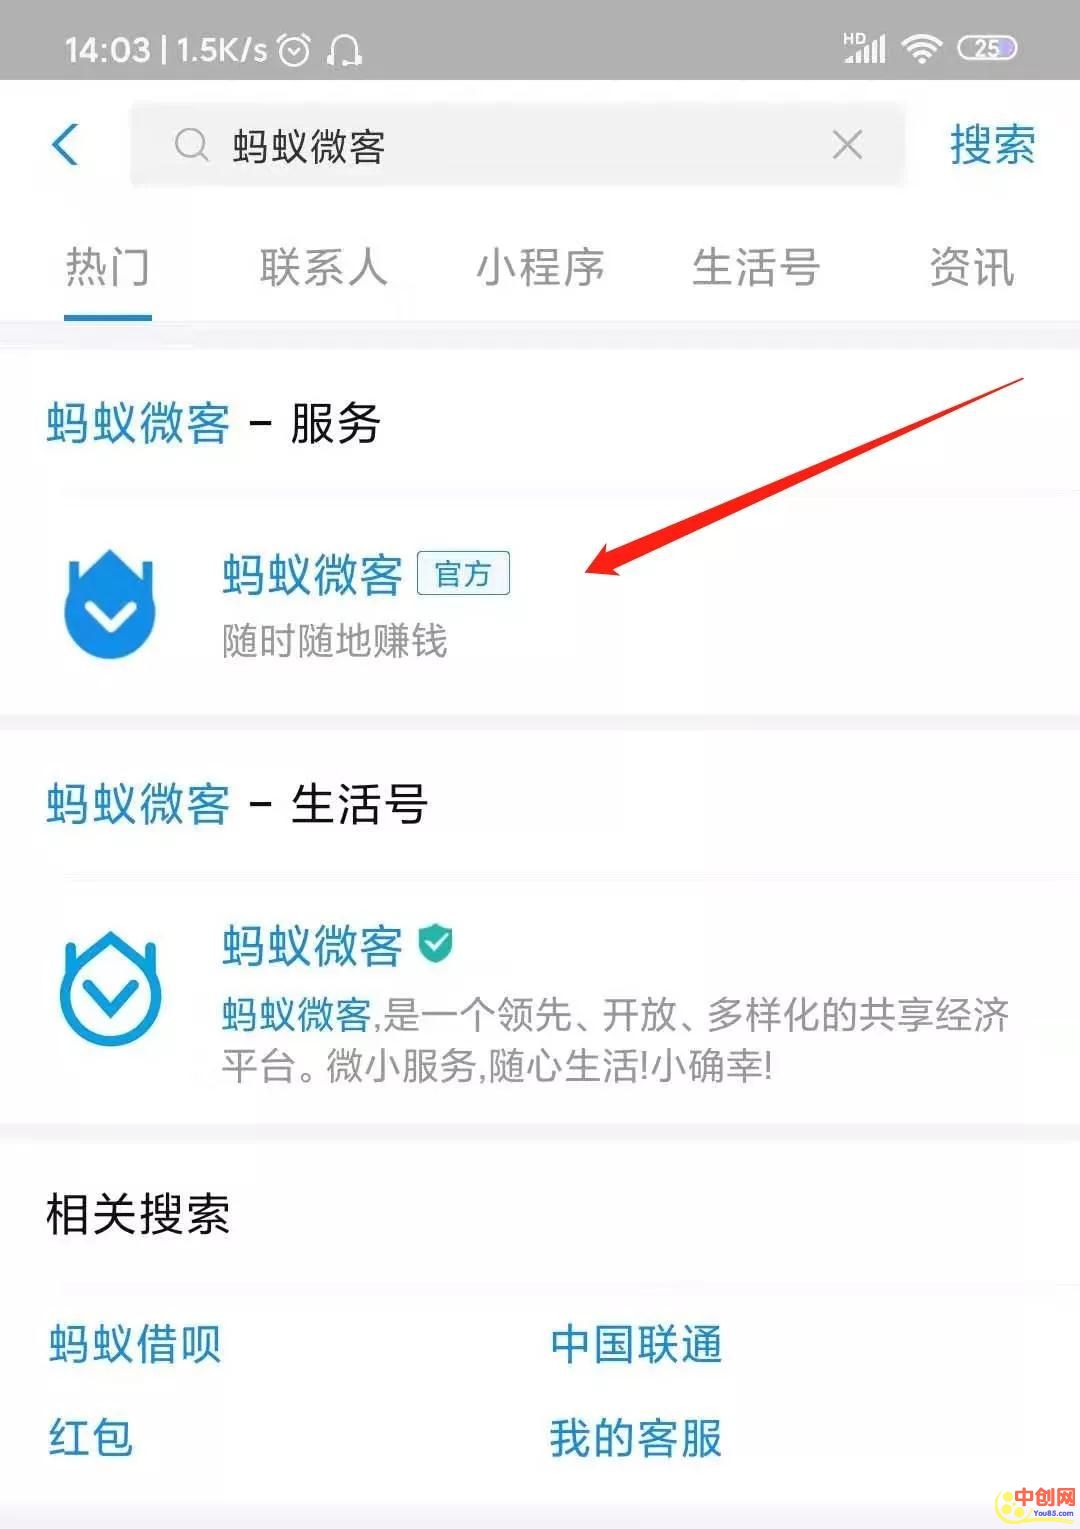 14:03 | 1.5K/s HD 25
蚂蚁微客 搜索
热门 联系人 小程序 生活号 资讯
蚂蚁微客 - 服务
蚂蚁微客 官方
随时随地赚钱
蚂蚁微客 - 生活号
蚂蚁微客
蚂蚁微客,是一个领先、开放、多样化的共享经济
平台。微小服务,随心生活!小确幸!
相关搜索
蚂蚁借呗 中国联通
红包 我的客服
中创网
You85.com